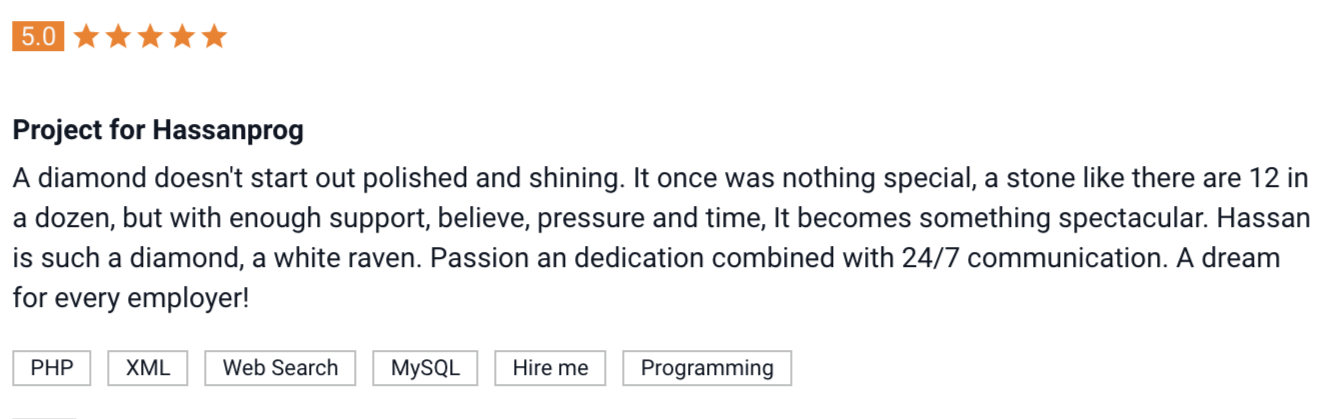 5.0
Project for Hassanprog
A diamond doesn't start out polished and shining. It once was nothing special, a stone like there are 12 in
a dozen, but with enough support, believe, pressure and time, It becomes something spectacular. Hassan
is such a diamond, a white raven. Passion an dedication combined with 24/7 communication. A dream
for every employer!
PHP XML Web Search MySQL Hire me Programming